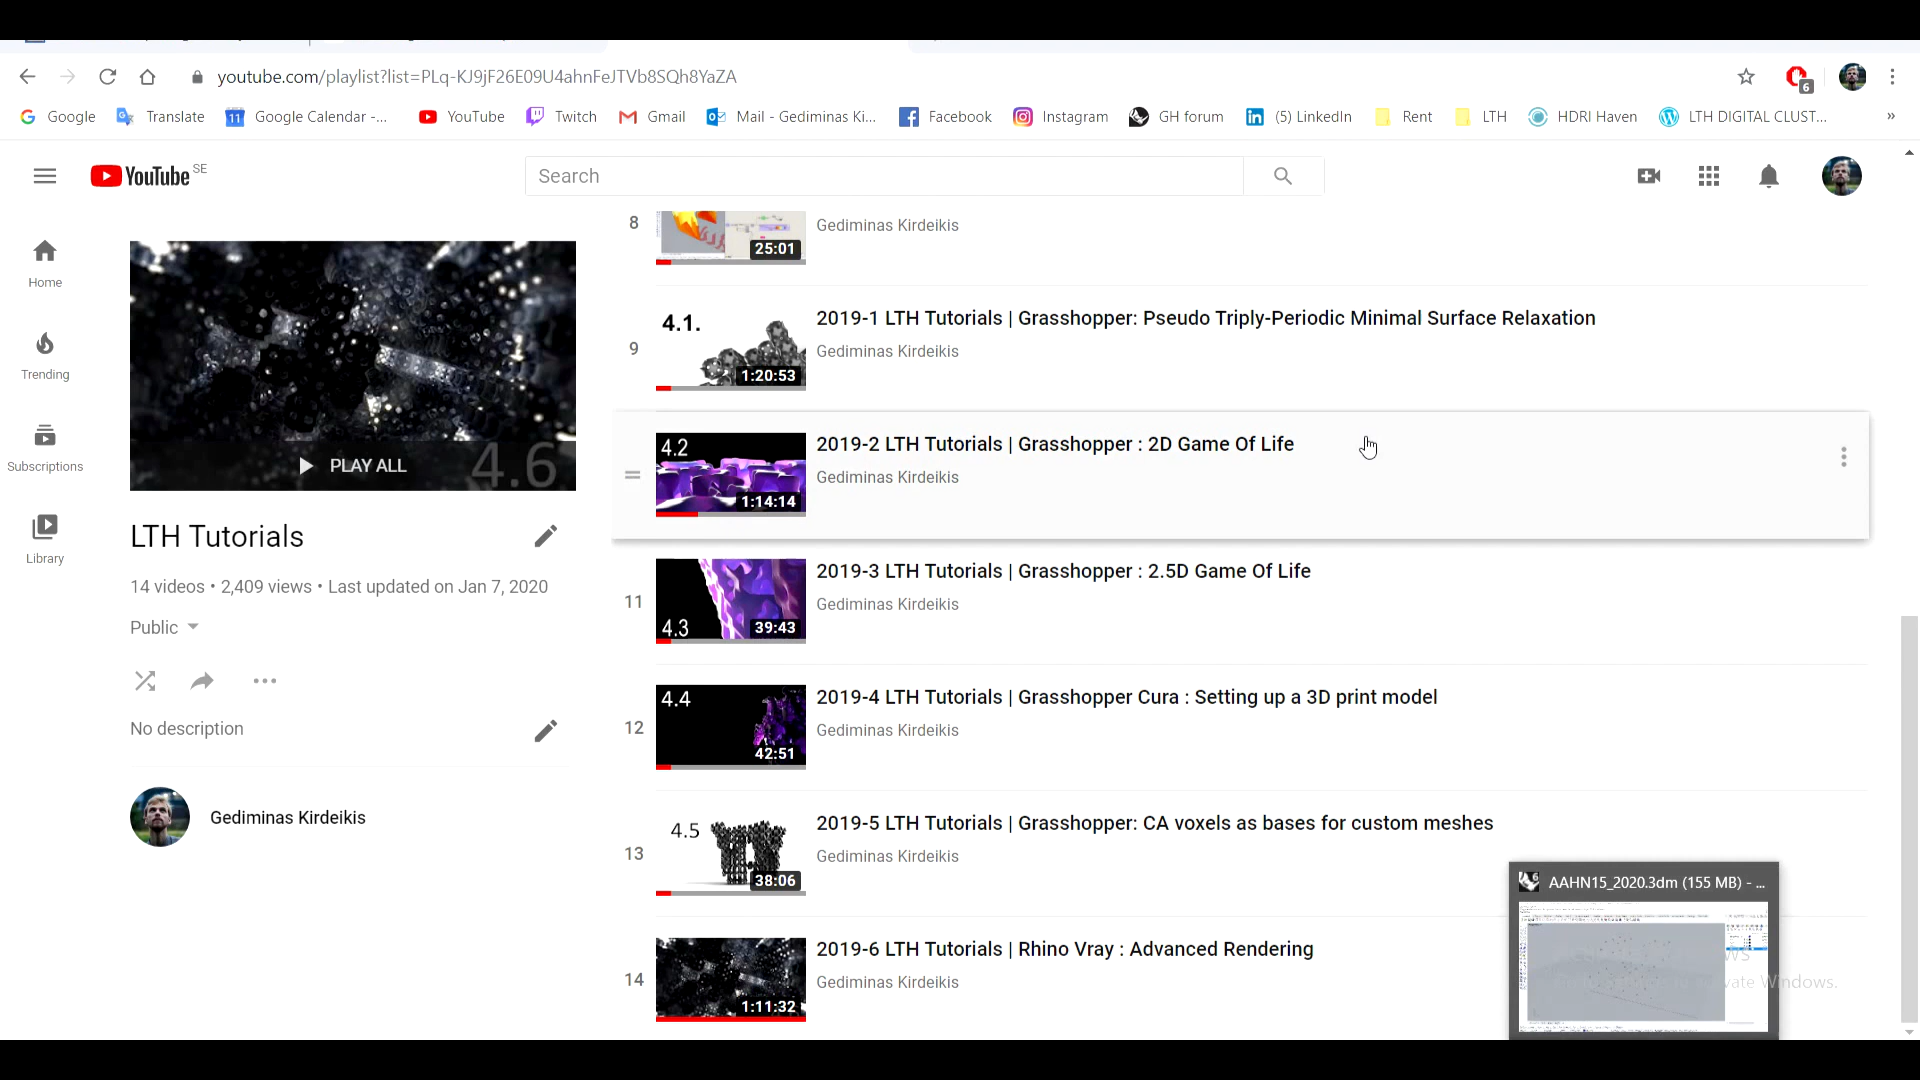 youtube.com/playlist?list=PLq-KJ9jF26E09U4ahnFeJTVb8SQh8YaZA
6
Google
Translate
11
Google Calendar -...
YouTube
Twitch
Gmail
Mail - Gediminas Ki...
Facebook
Instagram
GH forum
(5) LinkedIn
Rent
LTH
HDRI Haven
LTH DIGITAL CLUST...
»
YouTube SE
Search
Home
Trending
Subscriptions
Library
PLAY ALL
4.6
LTH Tutorials
14 videos • 2,409 views • Last updated on Jan 7, 2020
Public
No description
Gediminas Kirdeikis
8
25:01
Gediminas Kirdeikis
9
4.1.
1:20:53
2019-1 LTH Tutorials | Grasshopper: Pseudo Triply-Periodic Minimal Surface Relaxation
Gediminas Kirdeikis
4.2
1:14:14
2019-2 LTH Tutorials | Grasshopper : 2D Game Of Life
Gediminas Kirdeikis
11
4.3
39:43
2019-3 LTH Tutorials | Grasshopper : 2.5D Game Of Life
Gediminas Kirdeikis
12
4.4
42:51
2019-4 LTH Tutorials | Grasshopper Cura : Setting up a 3D print model
Gediminas Kirdeikis
13
4.5
38:06
2019-5 LTH Tutorials | Grasshopper: CA voxels as bases for custom meshes
Gediminas Kirdeikis
14
1:11:32
2019-6 LTH Tutorials | Rhino Vray : Advanced Rendering
Gediminas Kirdeikis
AAHN15_2020.3dm (155 MB) - ...
Windows.